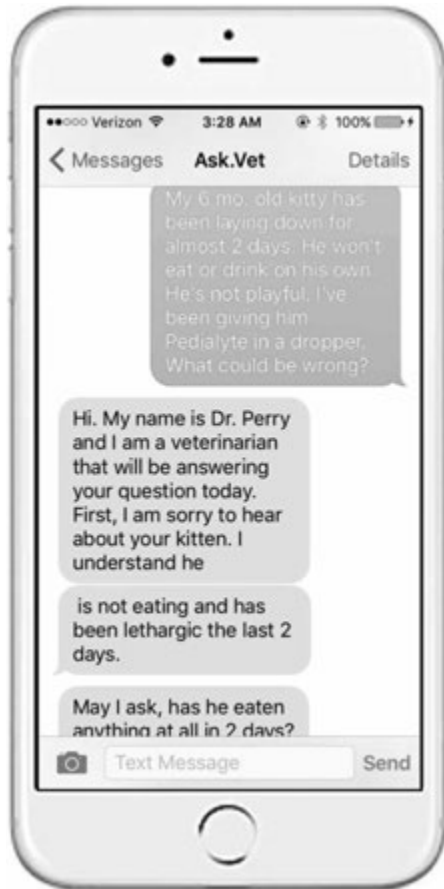 Verizon 3:28 AM 100%
Messages Ask.Vet Details
My 6 mo. old kitty has
been laying down for
almost 2 days. He won't
eat or drink on his own.
He's not playful. I've
been giving him
Pedialyte in a dropper.
What could be wrong?
Hi. My name is Dr. Perry
and I am a veterinarian
that will be answering
your question today.
First, I am sorry to hear
about your kitten. I
understand he
is not eating and has
been lethargic the last 2
days.
May I ask, has he eaten
anything at all in 2 days?
Text Message Send